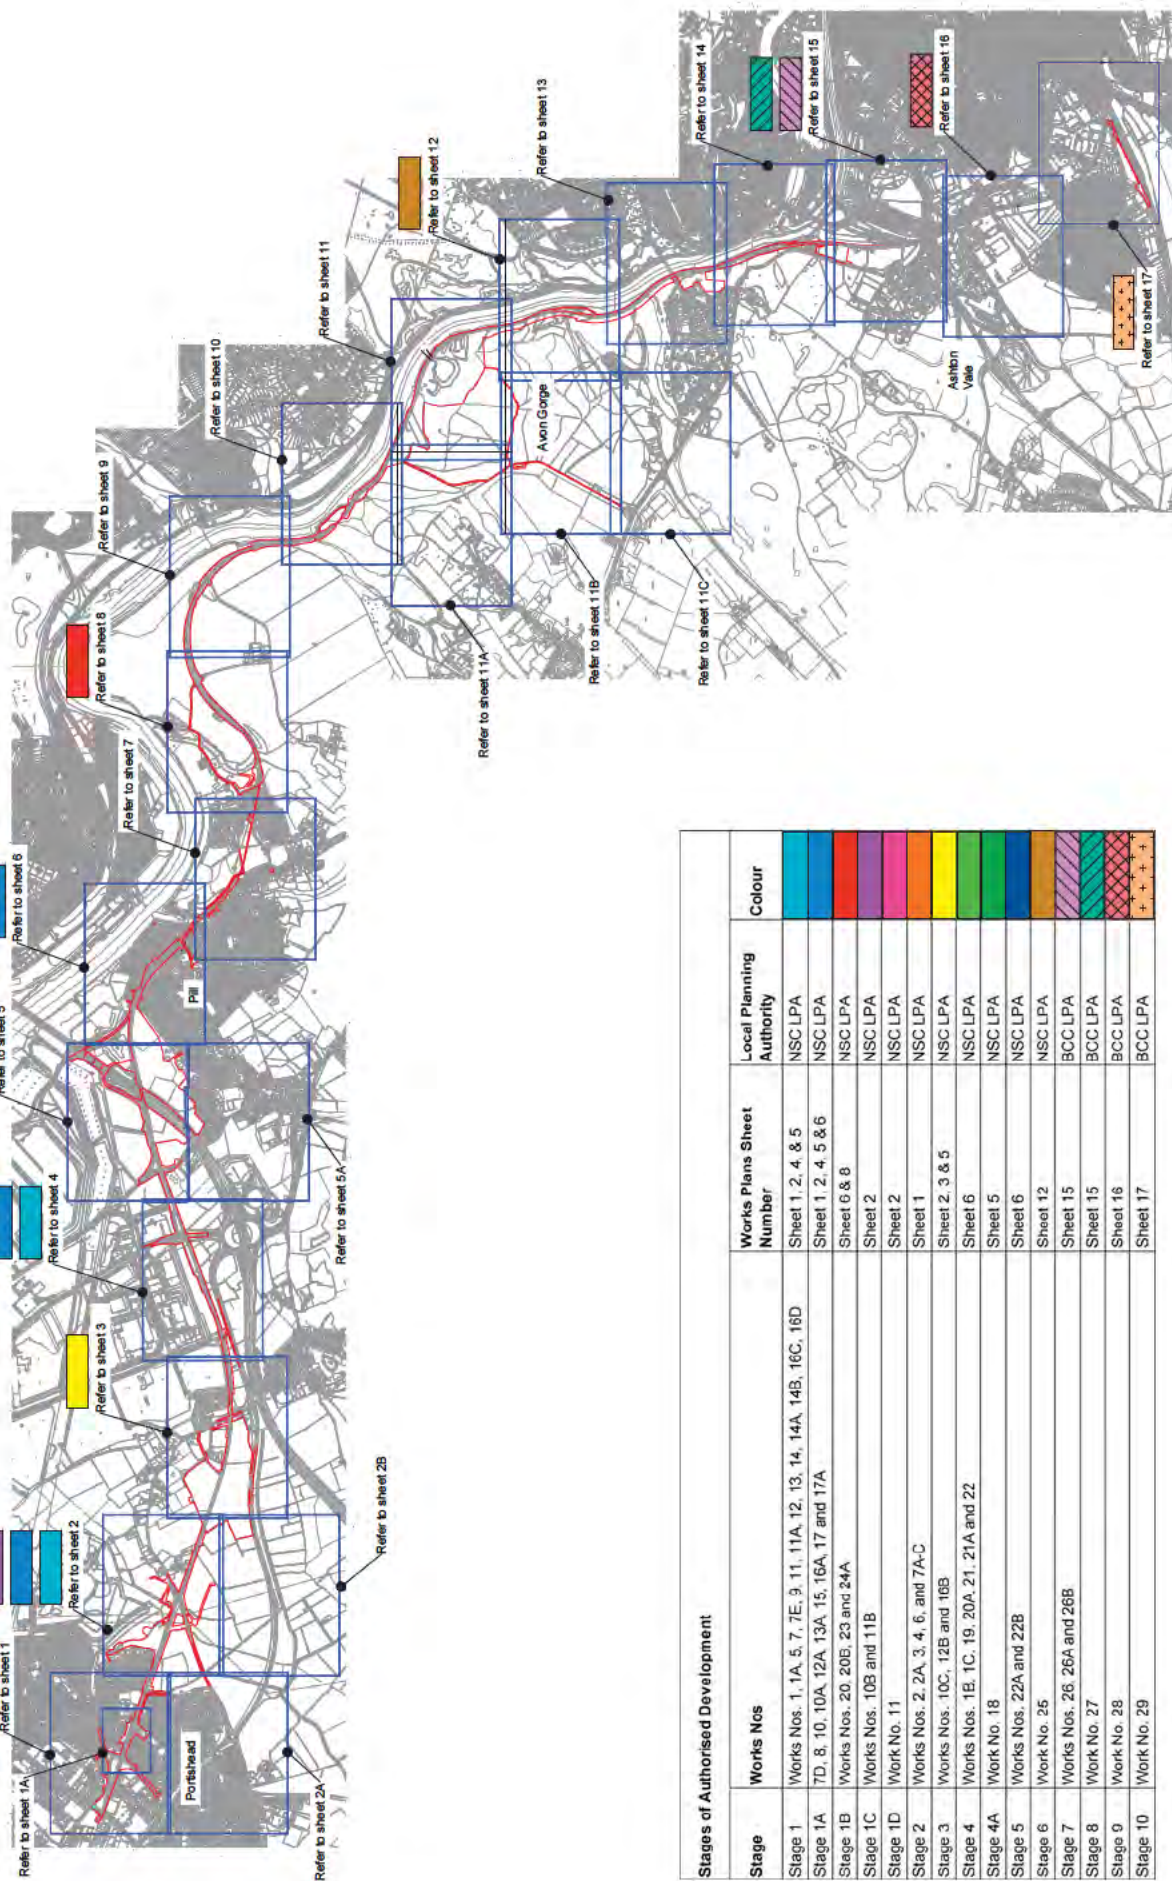 Refer to sheet 1
Refer to sheet 1A
Portishead
Refer to sheet 2A
Refer to sheet 2
Refer to sheet 2B
Refer to sheet 3
Refer to sheet 4
Refer to sheet 5
Refer to sheet 5A
Refer to sheet 6
Pill
Refer to sheet 7
Refer to sheet 8
Refer to sheet 9
Refer to sheet 10
Refer to sheet 11
Refer to sheet 11A
Refer to sheet 11B
Refer to sheet 11C
Avon Gorge
Refer to sheet 12
Refer to sheet 13
Refer to sheet 14
Refer to sheet 15
Refer to sheet 16
Ashton
Vale
Refer to sheet 17
Stages of Authorised Development
Stage Works Nos Works Plans Sheet Number Local Planning Authority Colour
Stage 1 Works Nos. 1, 1A, 5, 7, 7E, 9, 11, 11A, 12, 13, 14, 14A, 14B, 16C, 16D Sheet 1, 2, 4, & 5 NSC LPA
Stage 1A 7D, 8, 10, 10A, 12A, 13A, 15, 16A, 17 and 17A Sheet 1, 2, 4, 5 & 6 NSC LPA
Stage 1B Works Nos. 20, 20B, 23 and 24A Sheet 6 & 8 NSC LPA
Stage 1C Works Nos. 10B and 11B Sheet 2 NSC LPA
Stage 1D Work No. 11 Sheet 2 NSC LPA
Stage 2 Works Nos. 2, 2A, 3, 4, 6, and 7A-C Sheet 1 NSC LPA
Stage 3 Works Nos. 10C, 12B and 16B Sheet 2, 3 & 5 NSC LPA
Stage 4 Works Nos. 1B, 1C, 19, 20A, 21, 21A and 22 Sheet 6 NSC LPA
Stage 4A Work No. 18 Sheet 5 NSC LPA
Stage 5 Works Nos. 22A and 22B Sheet 6 NSC LPA
Stage 6 Work No. 25 Sheet 12 NSC LPA
Stage 7 Works Nos. 26, 26A and 26B Sheet 15 BCC LPA
Stage 8 Work No. 27 Sheet 15 BCC LPA
Stage 9 Work No. 28 Sheet 16 BCC LPA
Stage 10 Work No. 29 Sheet 17 BCC LPA